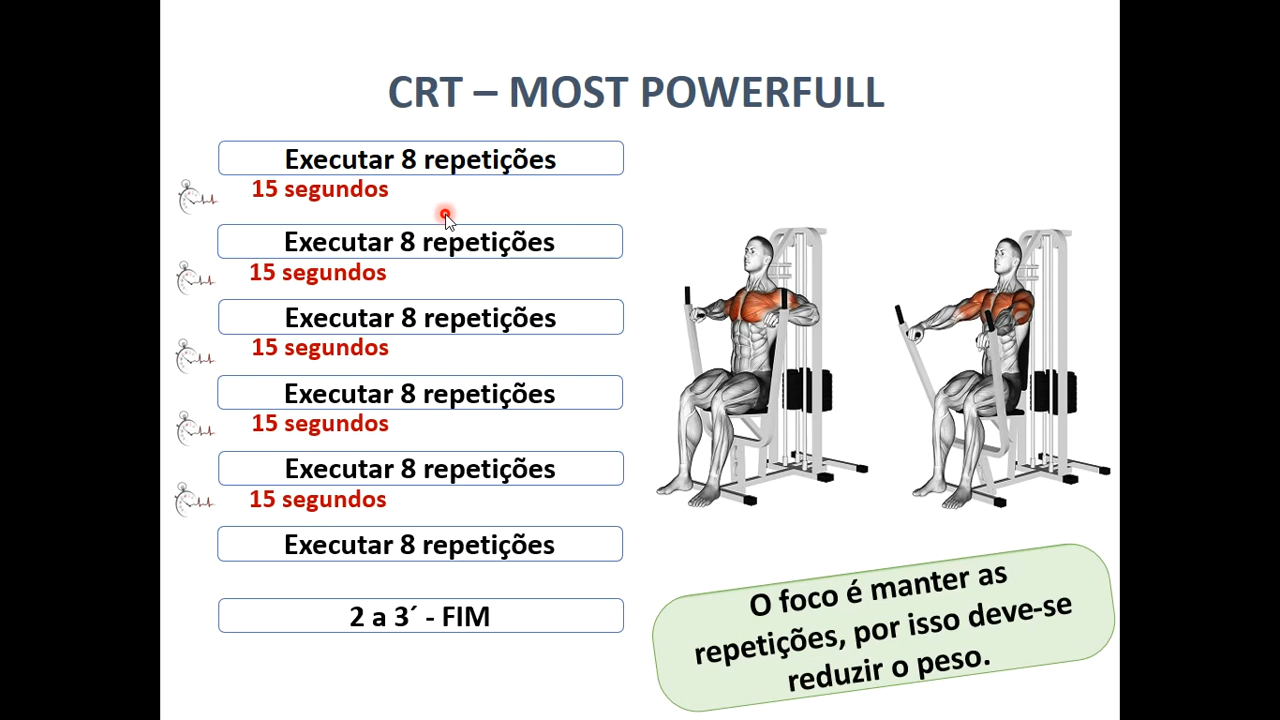 CRT – MOST POWERFULL
Executar 8 repetições
15 segundos
Executar 8 repetições
15 segundos
Executar 8 repetições
15 segundos
Executar 8 repetições
15 segundos
Executar 8 repetições
15 segundos
Executar 8 repetições
2 a 3´ - FIM
O foco é manter as
repetições, por isso deve-se
reduzir o peso.